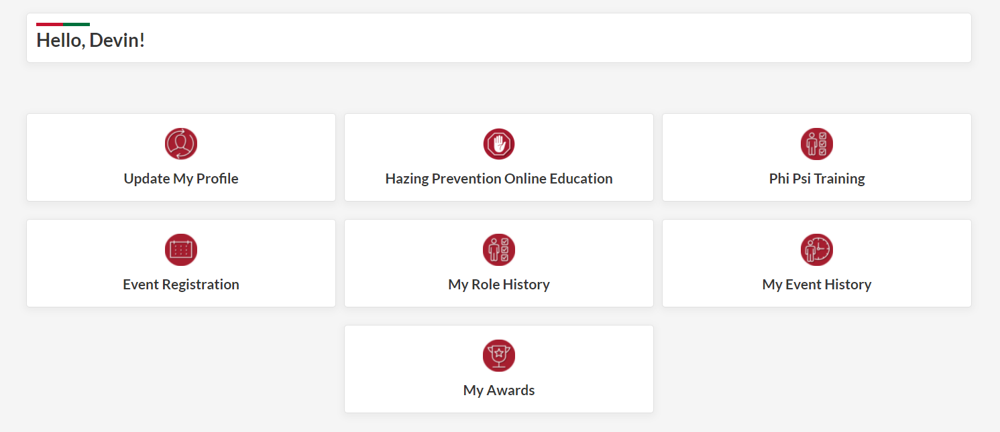 Hello, Devin!
Update My Profile
Hazing Prevention Online Education
Phi Psi Training
Event Registration
My Role History
My Event History
My Awards